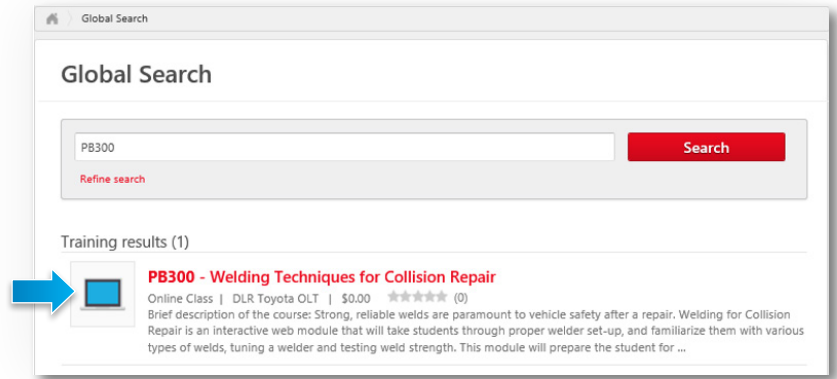 Global Search
Global Search
PB300
Search
Refine search
Training results (1)
PB300 - Welding Techniques for Collision Repair
Online Class | DLR Toyota OLT | $0.00 (0)
Brief description of the course: Strong, reliable welds are paramount to vehicle safety after a repair. Welding for Collision
Repair is an interactive web module that will take students through proper welder set-up, and familiarize them with various
types of welds, tuning a welder and testing weld strength. This module will prepare the student for ...